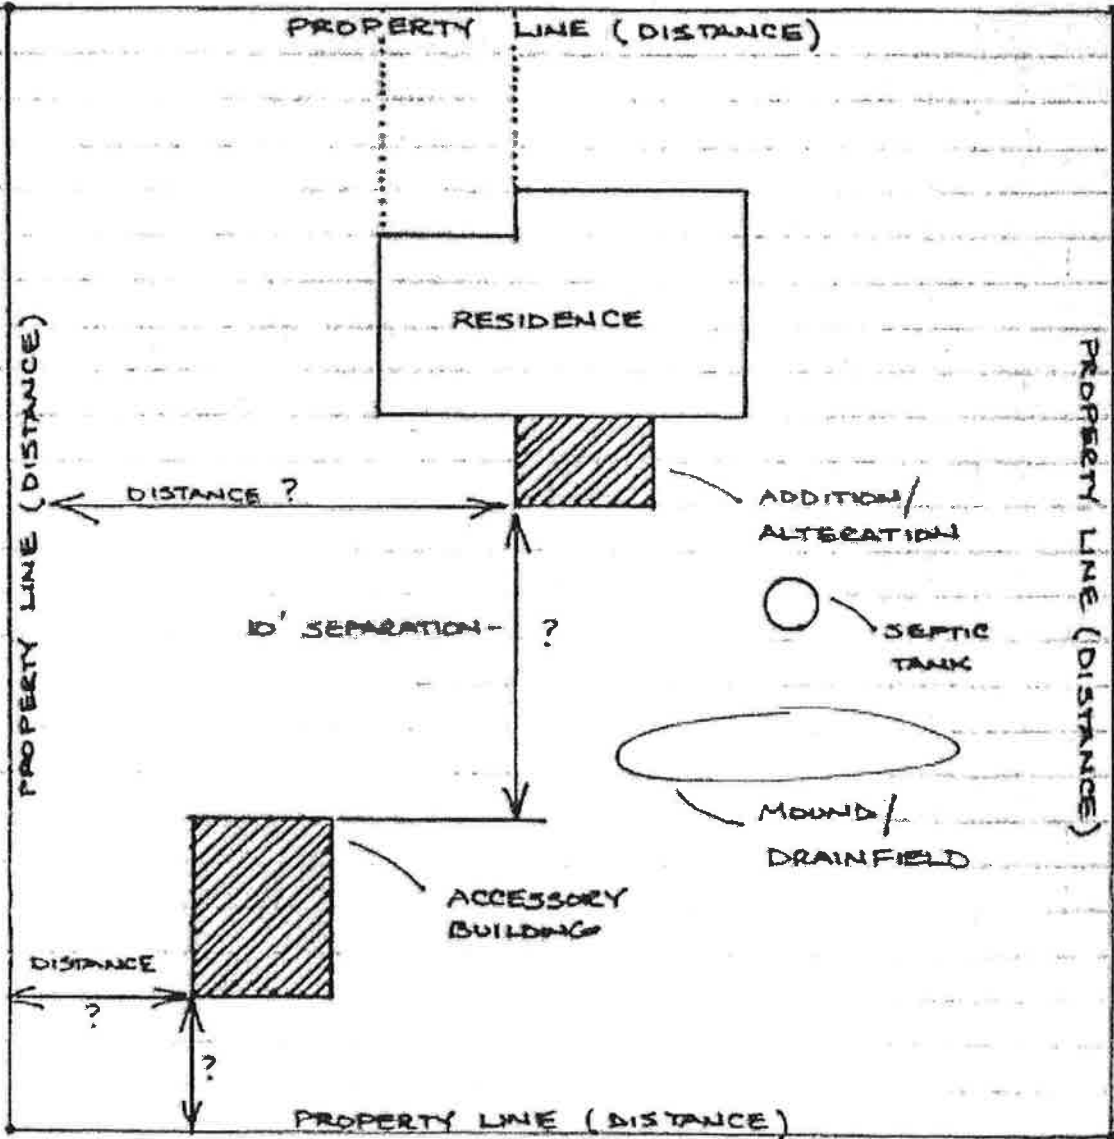 PROPERTY LINE (DISTANCE)
RESIDENCE
PROPERTY LINE (DISTANCE)
PROPERTY LINE (DISTANCE)
DISTANCE ?
ADDITION/
ALTERATION
10' SEPARATION - ?
SEPTIC
TANK
MOUND/
DRAINFIELD
ACCESSORY
BUILDING
DISTANCE
?
?
PROPERTY LINE (DISTANCE)